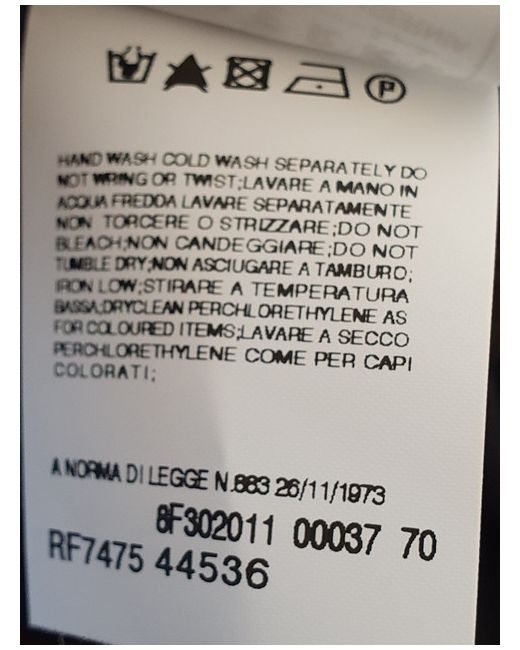 P
HAND WASH COLD WASH SEPARATELY DO
NOT WRING OR TWIST;LAVARE A MANO IN
ACQUA FREDDA LAVARE SEPARATAMENTE
NON TORCERE O STRIZZARE;DO NOT
BLEACH;NON CANDEGGIARE;DO NOT
TUMBLE DRY;NON ASCIUGARE A TAMBURO;
IRON LOW;STIRARE A TEMPERATURA
BASSA;DRYCLEAN PERCHLORETHYLENE AS
FOR COLOURED ITEMS;LAVARE A SECCO
PERCHLORETHYLENE COME PER CAPI
COLORATI;
A NORMA DI LEGGE N.883 26/11/1973
8F302011 00037 70
RF7475 44536